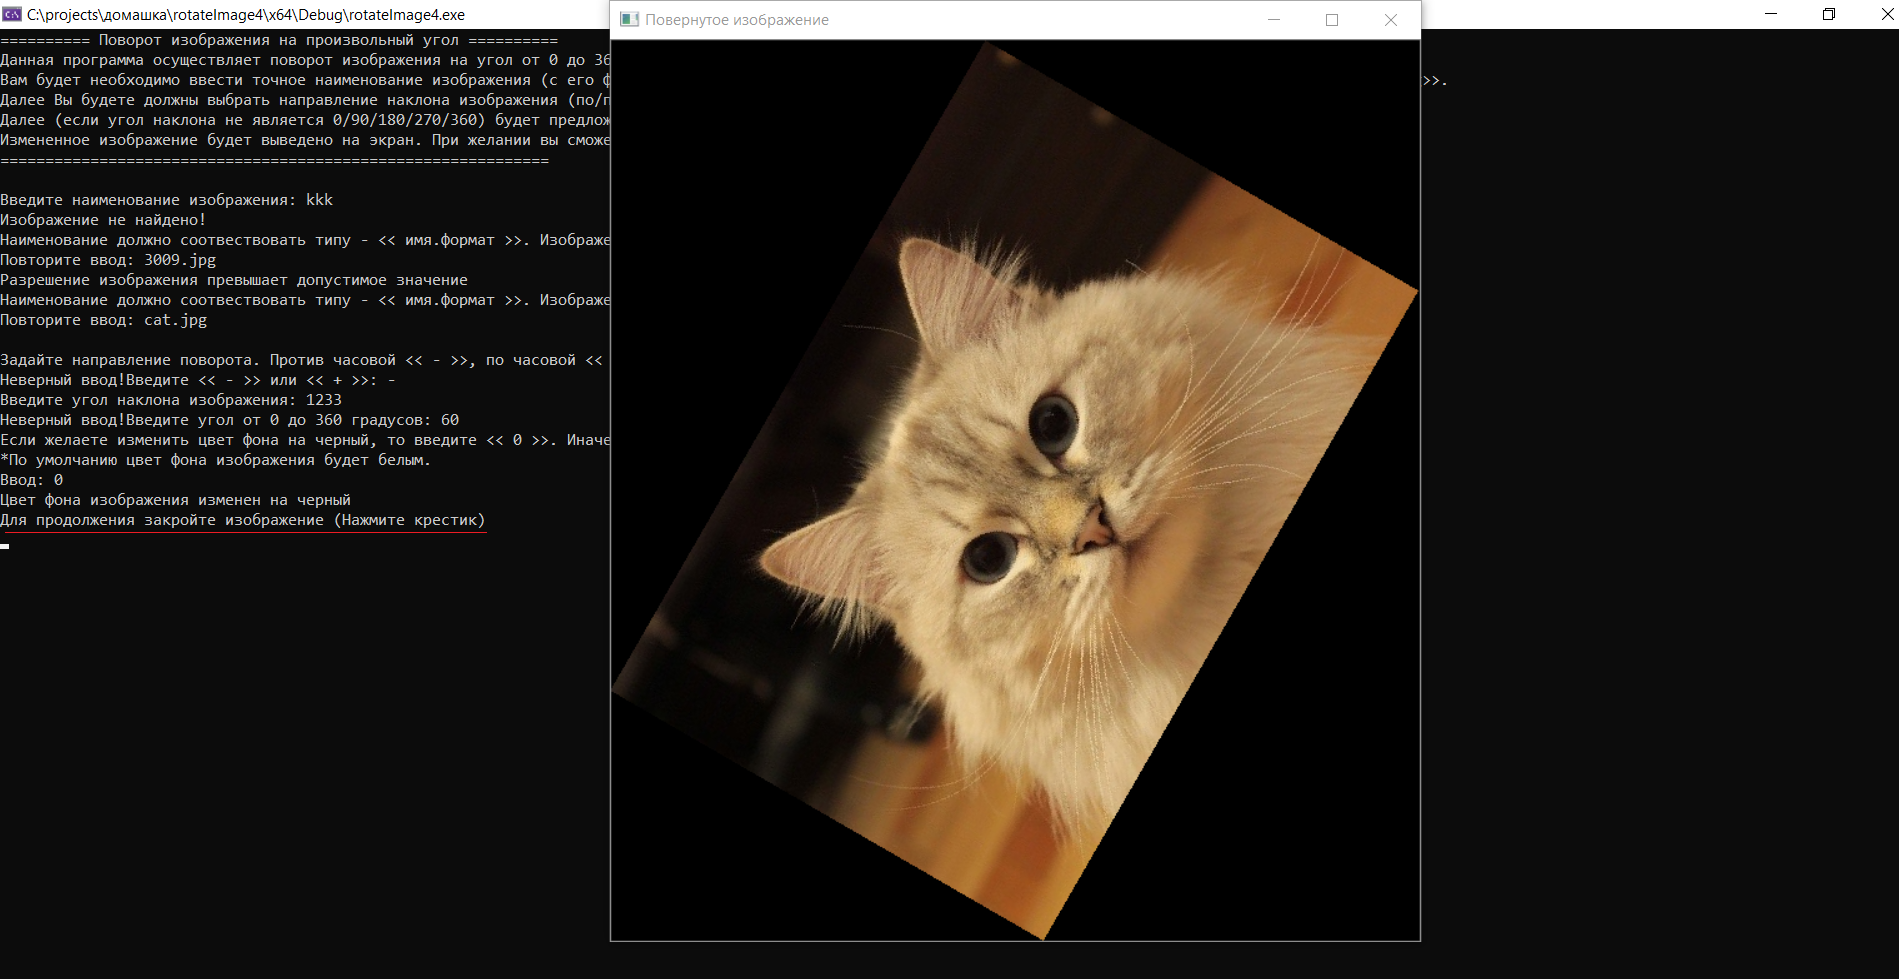 C:\projects\домашка\rotateImage4\x64\Debug\rotateImage4.exe
Повернутое изображение
========== Поворот изображения на произвольный угол ==========
Данная программа осуществляет поворот изображения на угол от 0 до 36
Вам будет необходимо ввести точное наименование изображения (с его ф >>.
Далее Вы будете должны выбрать направление наклона изображения (по/п
Далее (если угол наклона не является 0/90/180/270/360) будет предлож
Измененное изображение будет выведено на экран. При желании вы сможе
=============================================================
Введите наименование изображения: kkk
Изображение не найдено!
Наименование должно соотвествовать типу - << имя.формат >>. Изображе
Повторите ввод: 3009.jpg
Разрешение изображения превышает допустимое значение
Наименование должно соотвествовать типу - << имя.формат >>. Изображе
Повторите ввод: cat.jpg
Задайте направление поворота. Против часовой << - >>, по часовой <<
Неверный ввод!Введите << - >> или << + >>: -
Введите угол наклона изображения: 1233
Неверный ввод!Введите угол от 0 до 360 градусов: 60
Если желаете изменить цвет фона на черный, то введите << 0 >>. Иначе
*По умолчанию цвет фона изображения будет белым.
Ввод: 0
Цвет фона изображения изменен на черный
Для продолжения закройте изображение (Нажмите крестик)